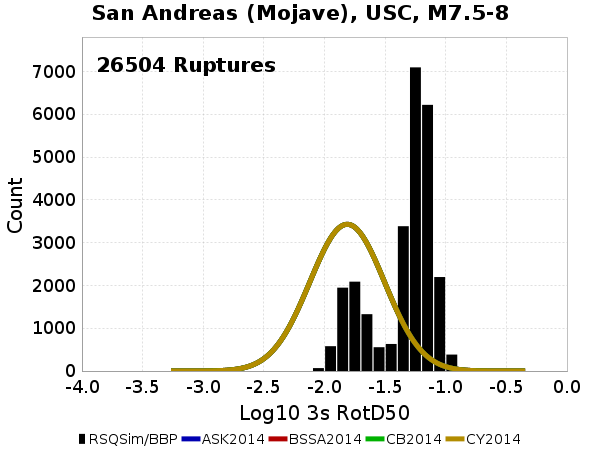 San Andreas (Mojave), USC, M7.5-8
26504 Ruptures
7000
6000
5000
4000
3000
2000
1000
0
Count
-4.0 -3.5 -3.0 -2.5 -2.0 -1.5 -1.0 -0.5 0.0
Log10 3s RotD50
RSQSim/BBP ASK2014 BSSA2014 CB2014 CY2014